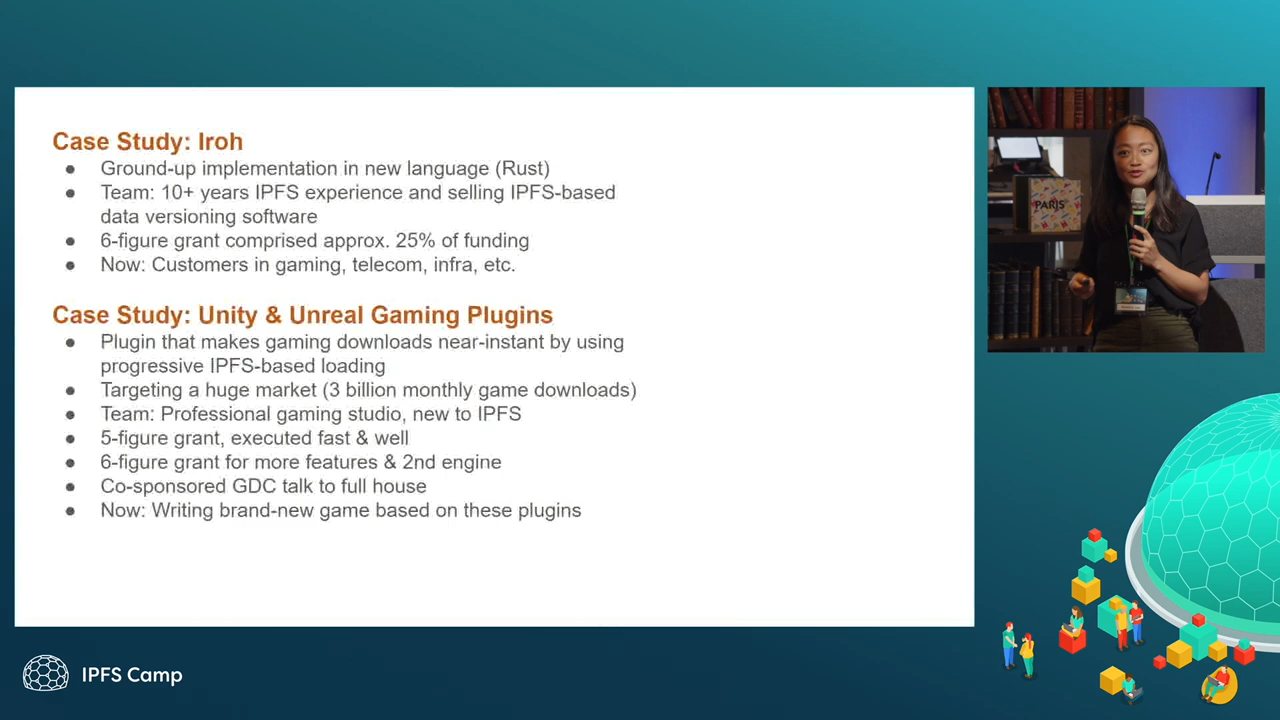 Case Study: Iroh
● Ground-up implementation in new language (Rust)
● Team: 10+ years IPFS experience and selling IPFS-based
data versioning software
● 6-figure grant comprised approx. 25% of funding
● Now: Customers in gaming, telecom, infra, etc.
Case Study: Unity & Unreal Gaming Plugins
● Plugin that makes gaming downloads near-instant by using
progressive IPFS-based loading
● Targeting a huge market (3 billion monthly game downloads)
● Team: Professional gaming studio, new to IPFS
● 5-figure grant, executed fast & well
● 6-figure grant for more features & 2nd engine
● Co-sponsored GDC talk to full house
● Now: Writing brand-new game based on these plugins
PARIS
IPFS Camp